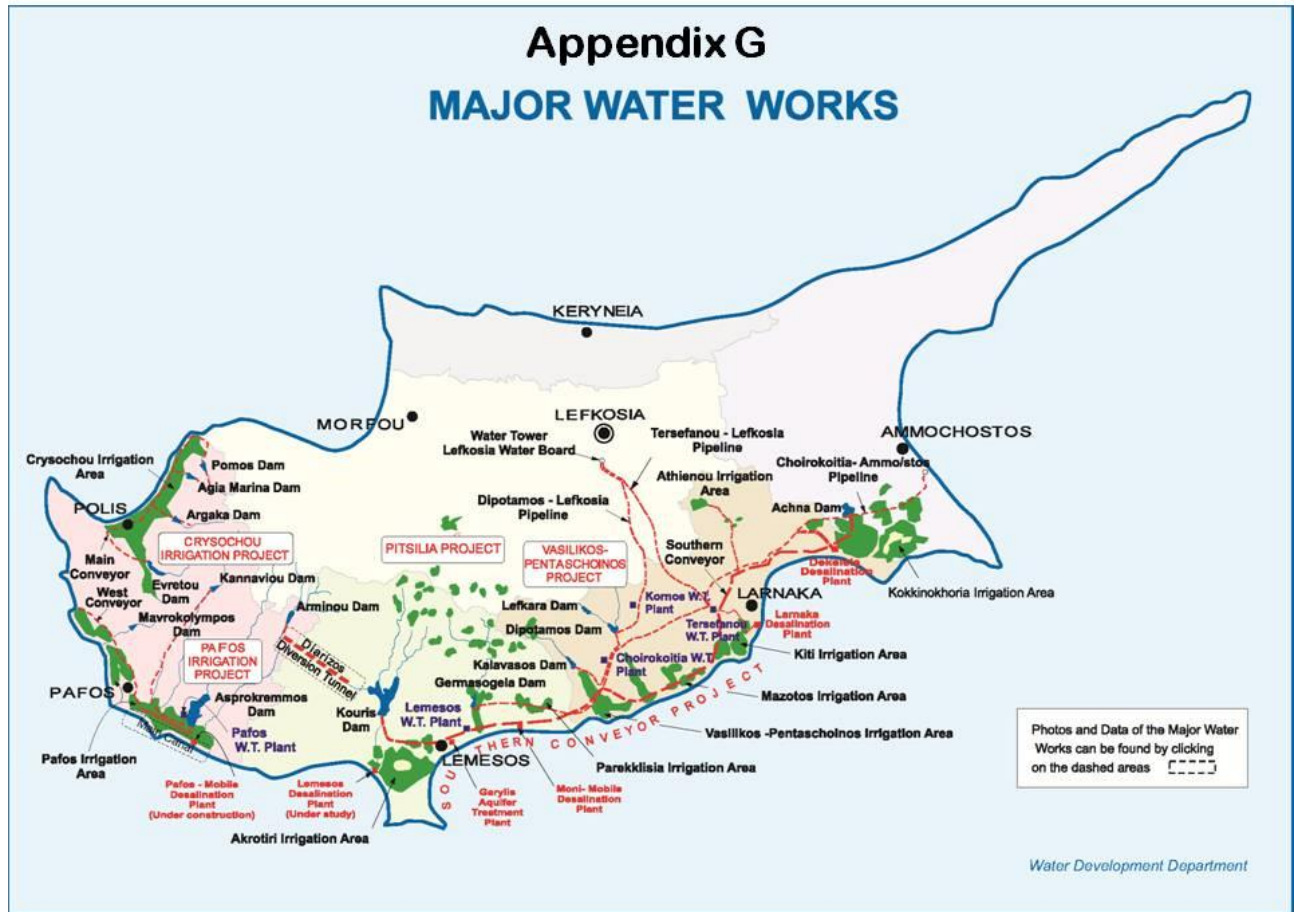 Appendix G
MAJOR WATER WORKS
KERYNEIA
MORFOU
LEFKOSIA
Water Tower
Lefkosia Water Board
Tersefanou - Lefkosia
Pipeline
AMMOCHOSTOS
Choirokoitia- Ammo/stos
Pipeline
Athienou Irrigation
Area
Dipotamos - Lefkosia
Pipeline
Achna Dam
Crysochou Irrigation
Area
Pomos Dam
Agia Marina Dam
POLIS
Argaka Dam
CRYSOCHOU
IRRIGATION PROJECT
PITSILIA PROJECT
VASILIKOS-
PENTASCHOINOS
PROJECT
Southern
Conveyor
Dekeleia
Desalination
Plant
Kokkinokhoria Irrigation Area
Main
Conveyor
Evretou
Dam
Kannaviou Dam
West
Conveyor
Mavrokolympos
Dam
Arminou Dam
Lefkara Dam
Kornos W.T.
Plant
LARNAKA
Larnaka
Desalination
Plant
Dipotamos Dam
Tersefanou
W.T. Plant
PAFOS
IRRIGATION
PROJECT
Diarizos
Diversion Tunnel
Kalavasos Dam
Choirokoitia W.T.
Plant
Kiti Irrigation Area
PAFOS
Asprokremmos
Dam
Germasogeia Dam
Mazotos Irrigation Area
Kouris
Dam
Lemesos
W.T. Plant
Main Canal
Pafos
W.T. Plant
Vasilikos -Pentaschoinos Irrigation Area
Pafos Irrigation
Area
LEMESOS
SOUTHERN CONVEYOR PROJECT
Parekklisia Irrigation Area
Pafos - Mobile
Desalination
Plant
(Under construction)
Lemesos
Desalination
Plant
(Under study)
Garylis
Aquifer
Treatment
Plant
Moni- Mobile
Desalination
Plant
Akrotiri Irrigation Area
Photos and Data of the Major Water
Works can be found by clicking
on the dashed areas
Water Development Department